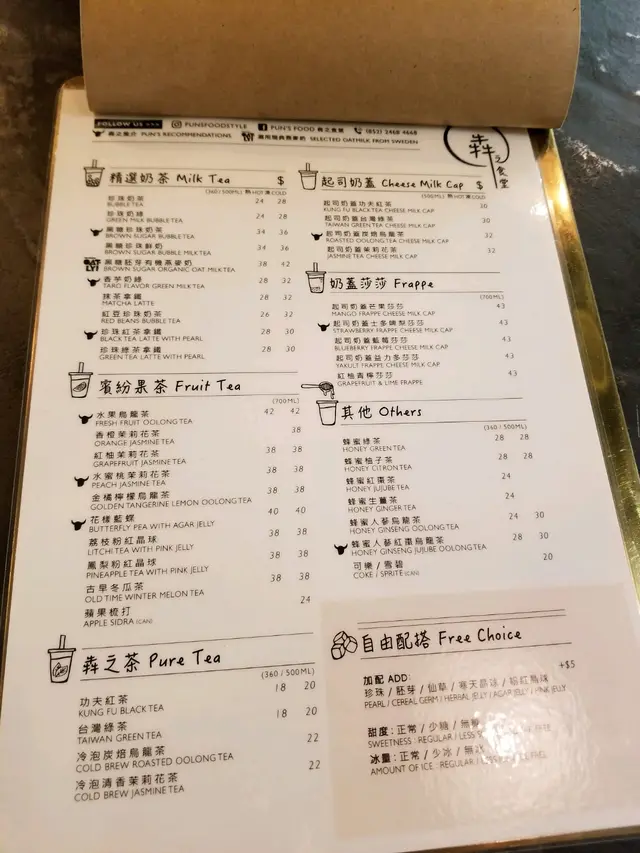 FOLLOW US >>>
PUNSFOODSTYLE
PUN'S FOOD 犇之食堂
(852) 2468 4668
犇之推介 PUN'S RECOMMENDATIONS
選用瑞典燕麥奶 SELECTED OATMILK FROM SWEDEN
犇之食堂
精選奶茶 Milk Tea $
(360 / 500ML) 熱HOT 凍COLD
珍珠奶茶 24 28
BUBBLE TEA
珍珠奶綠 24 28
GREEN MILK BUBBLE TEA
黑糖珍珠奶茶 34 36
BROWN SUGAR BUBBLE TEA
黑糖珍珠鮮奶 34 36
BROWN SUGAR BUBBLE MILK TEA
黑糖胚芽有機燕麥奶 38 42
BROWN SUGAR ORGANIC OAT MILK TEA
香芋奶綠 28 32
TARO FLAVOR GREEN MILK TEA
抹茶拿鐵 28 32
MATCHA LATTE
紅豆珍珠奶茶 26 32
RED BEANS BUBBLE TEA
珍珠紅茶拿鐵 28 30
BLACK TEA LATTE WITH PEARL
珍珠綠茶拿鐵 28 30
GREEN TEA LATTE WITH PEARL
繽紛果茶 Fruit Tea
(700ML)
水果烏龍茶 42 42
FRESH FRUIT OOLONG TEA
香橙茉莉花茶 38
ORANGE JASMINE TEA
紅柚茉莉花茶 38 38
GRAPEFRUIT JASMINE TEA
水蜜桃茉莉花茶 38 38
PEACH JASMINE TEA
金橘檸檬烏龍茶 38 38
GOLDEN TANGERINE LEMON OOLONG TEA
花樣藍蝶 40 40
BUTTERFLY PEA WITH AGAR JELLY
荔枝粉紅晶球 38 38
LITCHI TEA WITH PINK JELLY
鳳梨粉紅晶球 38 38
PINEAPPLE TEA WITH PINK JELLY
古早冬瓜茶 38 38
OLD TIME WINTER MELON TEA
蘋果梳打 24
APPLE SIDRA (CAN)
犇之茶 Pure Tea
(360 / 500ML)
功夫紅茶 18 20
KUNG FU BLACK TEA
台灣綠茶 18 20
TAIWAN GREEN TEA
冷泡炭焙烏龍茶 22
COLD BREW ROASTED OOLONG TEA
冷泡清香茉莉花茶 22
COLD BREW JASMINE TEA
起司奶蓋 Cheese Milk Cap $
(500ML) 凍COLD
起司奶蓋功夫紅茶 30
KUNG FU BLACK TEA CHEESE MILK CAP
起司奶蓋台灣綠茶 30
TAIWAN GREEN TEA CHEESE MILK CAP
起司奶蓋炭焙烏龍茶 32
ROASTED OOLONG TEA CHEESE MILK CAP
起司奶蓋茉莉花茶 32
JASMINE TEA CHEESE MILK CAP
奶蓋莎莎 Frappe
(700ML)
起司奶蓋芒果莎莎 43
MANGO FRAPPE CHEESE MILK CAP
起司奶蓋士多啤梨莎莎 43
STRAWBERRY FRAPPE CHEESE MILK CAP
起司奶蓋藍莓莎莎 43
BLUEBERRY FRAPPE CHEESE MILK CAP
起司奶蓋益力多莎莎 43
YAKULT FRAPPE CHEESE MILK CAP
紅柚青檸莎莎 43
GRAPEFRUIT & LIME FRAPPE
其他 Others
(360 / 500ML)
蜂蜜綠茶 28 28
HONEY GREEN TEA
蜂蜜柚子茶 28 28
HONEY CITRON TEA
蜂蜜紅棗茶 24
HONEY JUJUBE TEA
蜂蜜生薑茶 24
HONEY GINGER TEA
蜂蜜人蔘烏龍茶 24 30
HONEY GINSENG OOLONG TEA
蜂蜜人蔘紅棗烏龍茶 28 30
HONEY GINSENG JUJUBE OOLONG TEA
可樂 / 雪碧 20
COKE / SPRITE (CAN)
自由配搭 Free Choice
加配 ADD: +$5
珍珠 / 胚芽 / 仙草 / 寒天晶球 / 粉紅晶球
PEARL / CEREAL GERM / HERBAL JELLY / AGAR JELLY / PINK JELLY
甜度：正常 / 少糖 / 無糖
SWEETNESS : REGULAR / LESS
冰量：正常 / 少冰 / 無冰
AMOUNT OF ICE : REGULAR /